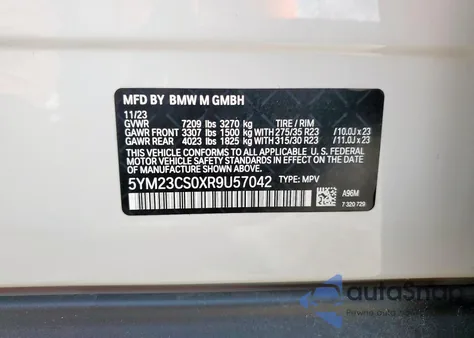 MFD BY BMW M GMBH
11/23
GVWR 7209 lbs 3270 kg TIRE / RIM
GAWR FRONT 3307 lbs 1500 kg WITH 275/35 R23 / 10.0J x 23
GAWR REAR 4023 lbs 1825 kg WITH 315/30 R23 / 11.0J x 23
THIS VEHICLE CONFORMS TO ALL APPLICABLE U.S. FEDERAL
MOTOR VEHICLE SAFETY STANDARDS IN EFFECT ON THE
DATE OF MANUFACTURE SHOWN ABOVE.
5YM23CS0XR9U57042 TYPE: MPV
A96M
7 320 729
autoSnap